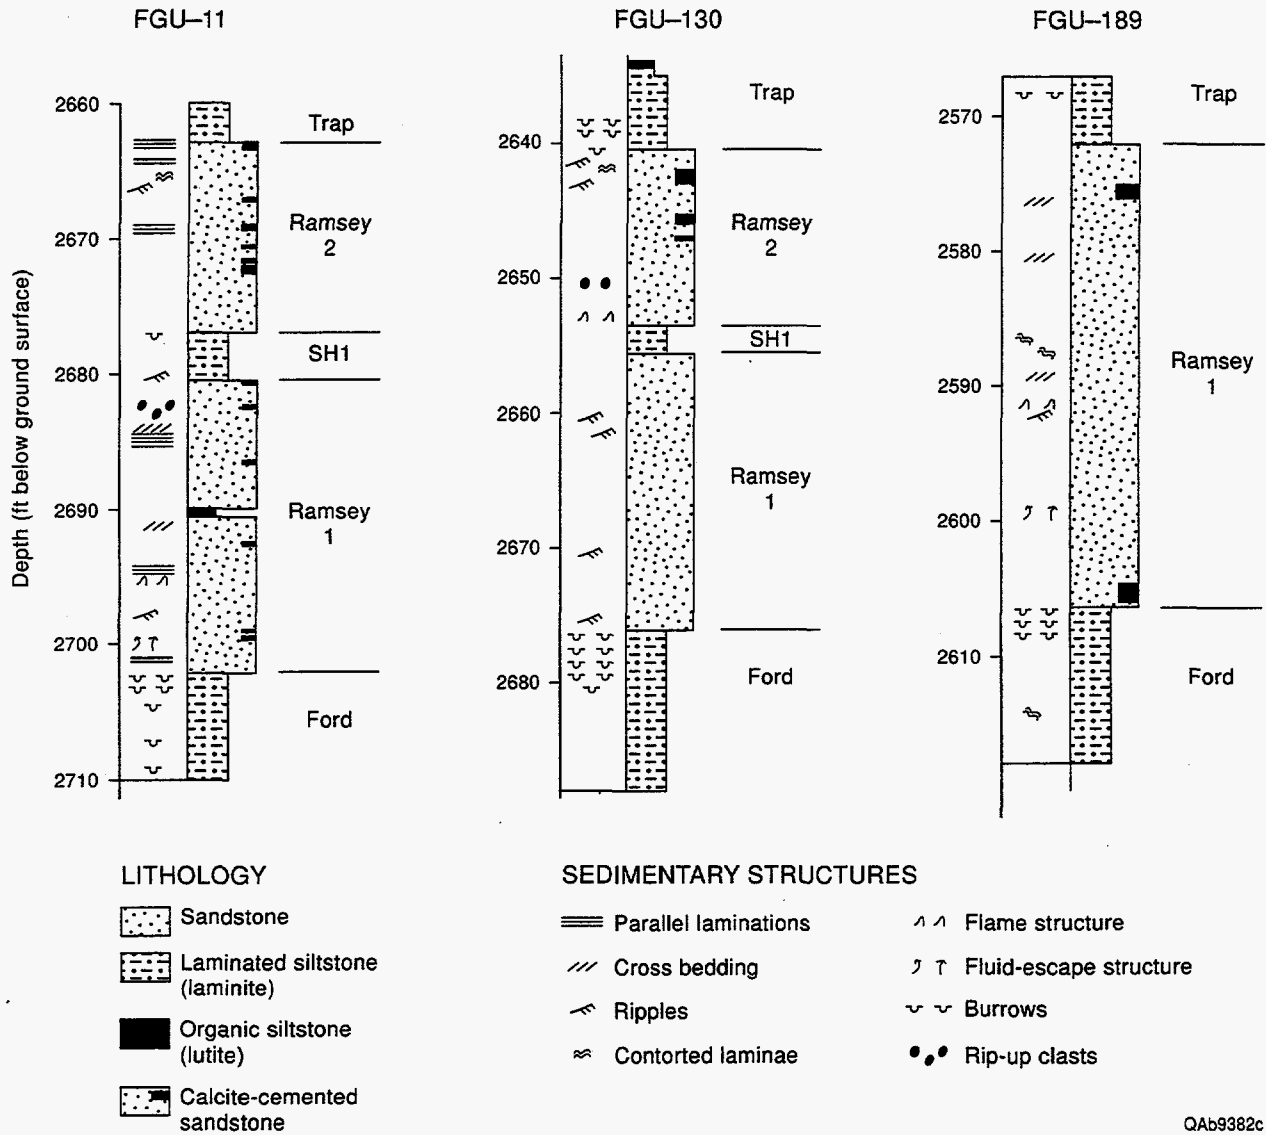 FGU–11
FGU–130
FGU–189
Depth (ft below ground surface)
2660
2670
2680
2690
2700
2710
Trap
Ramsey
2
SH1
Ramsey
1
Ford
2640
2650
2660
2670
2680
Trap
Ramsey
2
SH1
Ramsey
1
Ford
2570
2580
2590
2600
2610
Trap
Ramsey
1
Ford
LITHOLOGY
Sandstone
Laminated siltstone
(laminite)
Organic siltstone
(lutite)
Calcite-cemented
sandstone
SEDIMENTARY STRUCTURES
Parallel laminations
Cross bedding
Ripples
Contorted laminae
Flame structure
Fluid-escape structure
Burrows
Rip-up clasts
QAb9382c